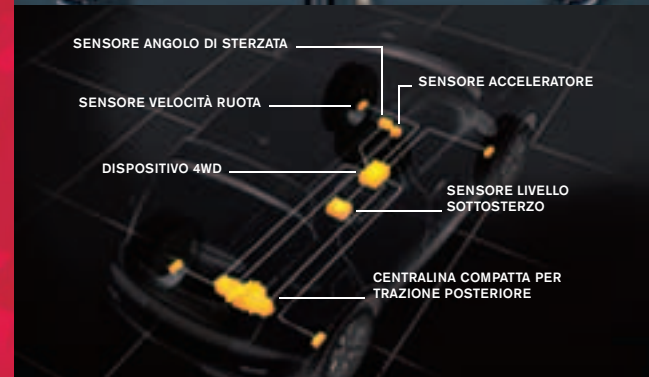 SENSORE ANGOLO DI STERZATA
SENSORE ACCELERATORE
SENSORE VELOCITÀ RUOTA
DISPOSITIVO 4WD
SENSORE LIVELLO
SOTTOSTERZO
CENTRALINA COMPATTA PER
TRAZIONE POSTERIORE